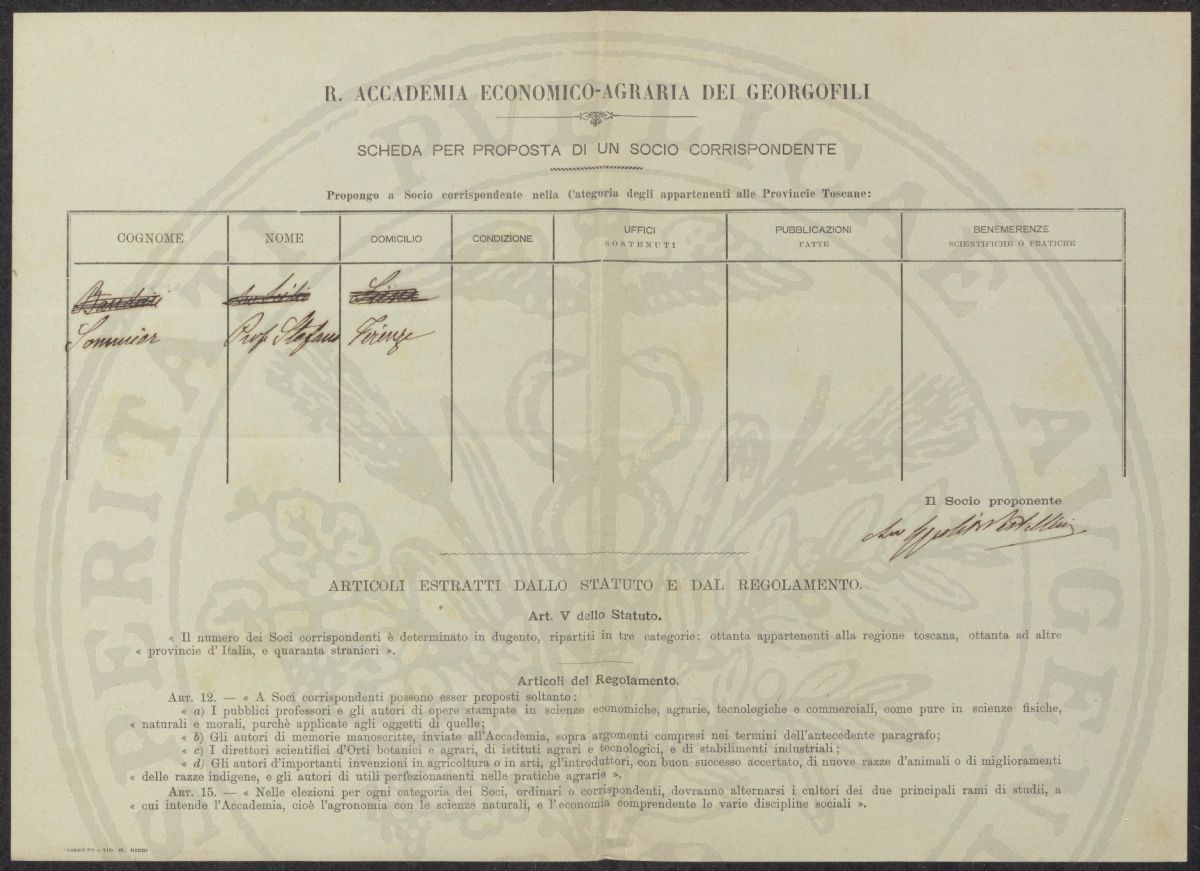 R. ACCADEMIA ECONOMICO-AGRARIA DEI GEORGOFILI
SCHEDA PER PROPOSTA DI UN SOCIO CORRISPONDENTE
Propongo a Socio corrispondente nella Categoria degli appartenenti alle Provincie Toscane:
COGNOME NOME DOMICILIO CONDIZIONE UFFICI SOSTENUTI PUBBLICAZIONI FATTE BENEMERENZE SCIENTIFICHE O PRATICHE
Siena
Sommier Prof. Stefano Firenze
Il Socio proponente
ARTICOLI ESTRATTI DALLO STATUTO E DAL REGOLAMENTO.
Art. V dello Statuto.
« Il numero dei Soci corrispondenti è determinato in dugento, ripartiti in tre categorie: ottanta appartenenti alla regione toscana, ottanta ad altre
« provincie d'Italia, e quaranta stranieri ».
Articoli del Regolamento.
ART. 12. — « A Soci corrispondenti possono esser proposti soltanto:
« a) I pubblici professori e gli autori di opere stampate in scienze economiche, agrarie, tecnologiche e commerciali, come pure in scienze fisiche,
« naturali e morali, purchè applicate agli oggetti di quelle;
« b) Gli autori di memorie manoscritte, inviate all'Accademia, sopra argomenti compresi nei termini dell'antecedente paragrafo;
« c) I direttori scientifici d'Orti botanici e agrari, di istituti agrari e tecnologici, e di stabilimenti industriali;
« d) Gli autori d'importanti invenzioni in agricoltura o in arti, gl'introduttori, con buon successo accertato, di nuove razze d'animali o di miglioramenti
« delle razze indigene, e gli autori di utili perfezionamenti nelle pratiche agrarie ».
ART. 15. — « Nelle elezioni per ogni categoria dei Soci, ordinari o corrispondenti, dovranno alternarsi i cultori dei due principali rami di studii, a
« cui intende l'Accademia, cioè l'agronomia con le scienze naturali, e l'economia comprendente le varie discipline sociali ».
FIRENZE — TIP. M. RICCI